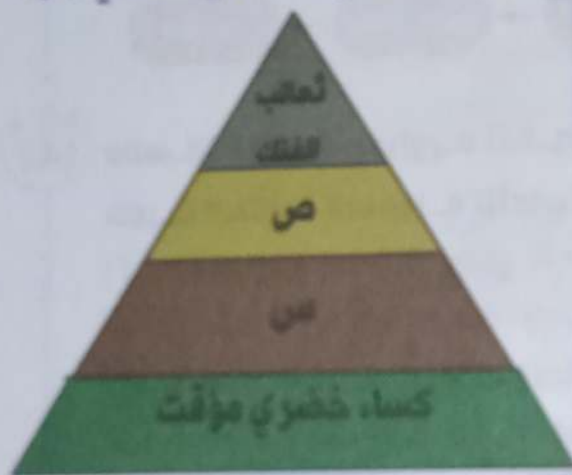 ثعالب
الفنك
ص
س
كساء خضري مؤقت